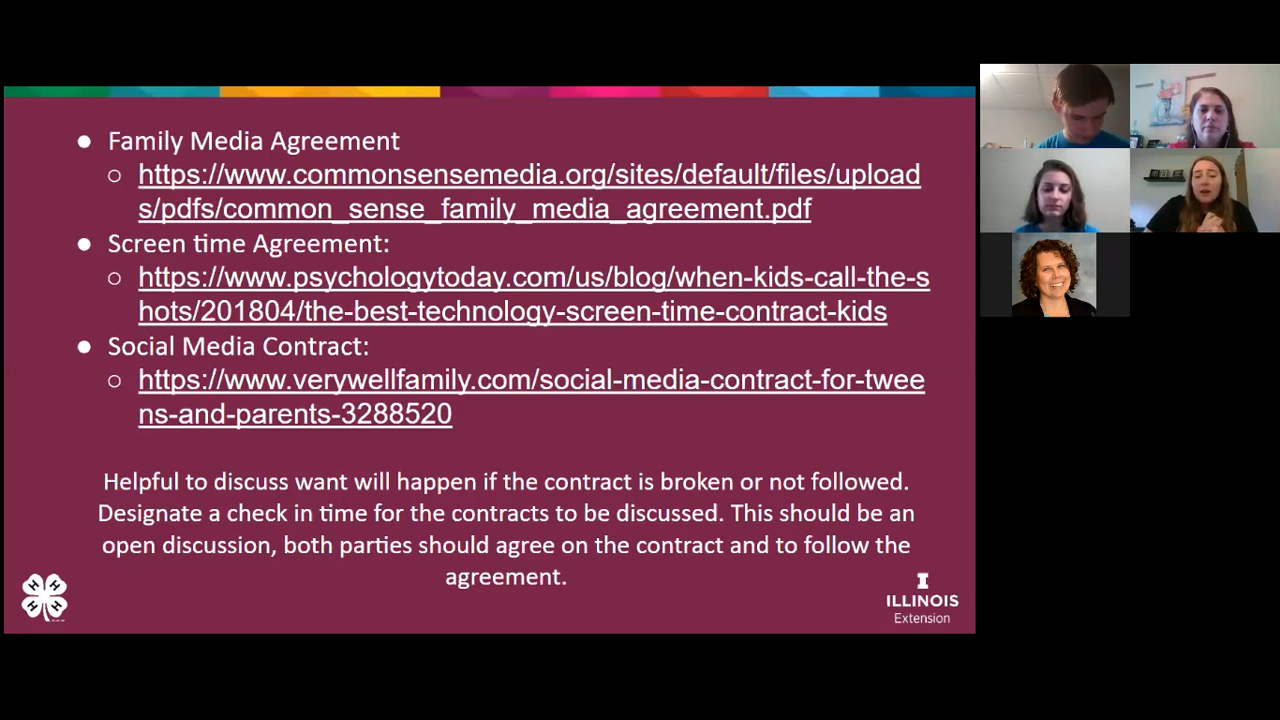 ● Family Media Agreement
○ https://www.commonsensemedia.org/sites/default/files/upload
s/pdfs/common_sense_family_media_agreement.pdf
● Screen time Agreement:
○ https://www.psychologytoday.com/us/blog/when-kids-call-the-s
hots/201804/the-best-technology-screen-time-contract-kids
● Social Media Contract:
○ https://www.verywellfamily.com/social-media-contract-for-twee
ns-and-parents-3288520
Helpful to discuss want will happen if the contract is broken or not followed.
Designate a check in time for the contracts to be discussed. This should be an
open discussion, both parties should agree on the contract and to follow the
agreement.
H H
H H
I
ILLINOIS
Extension